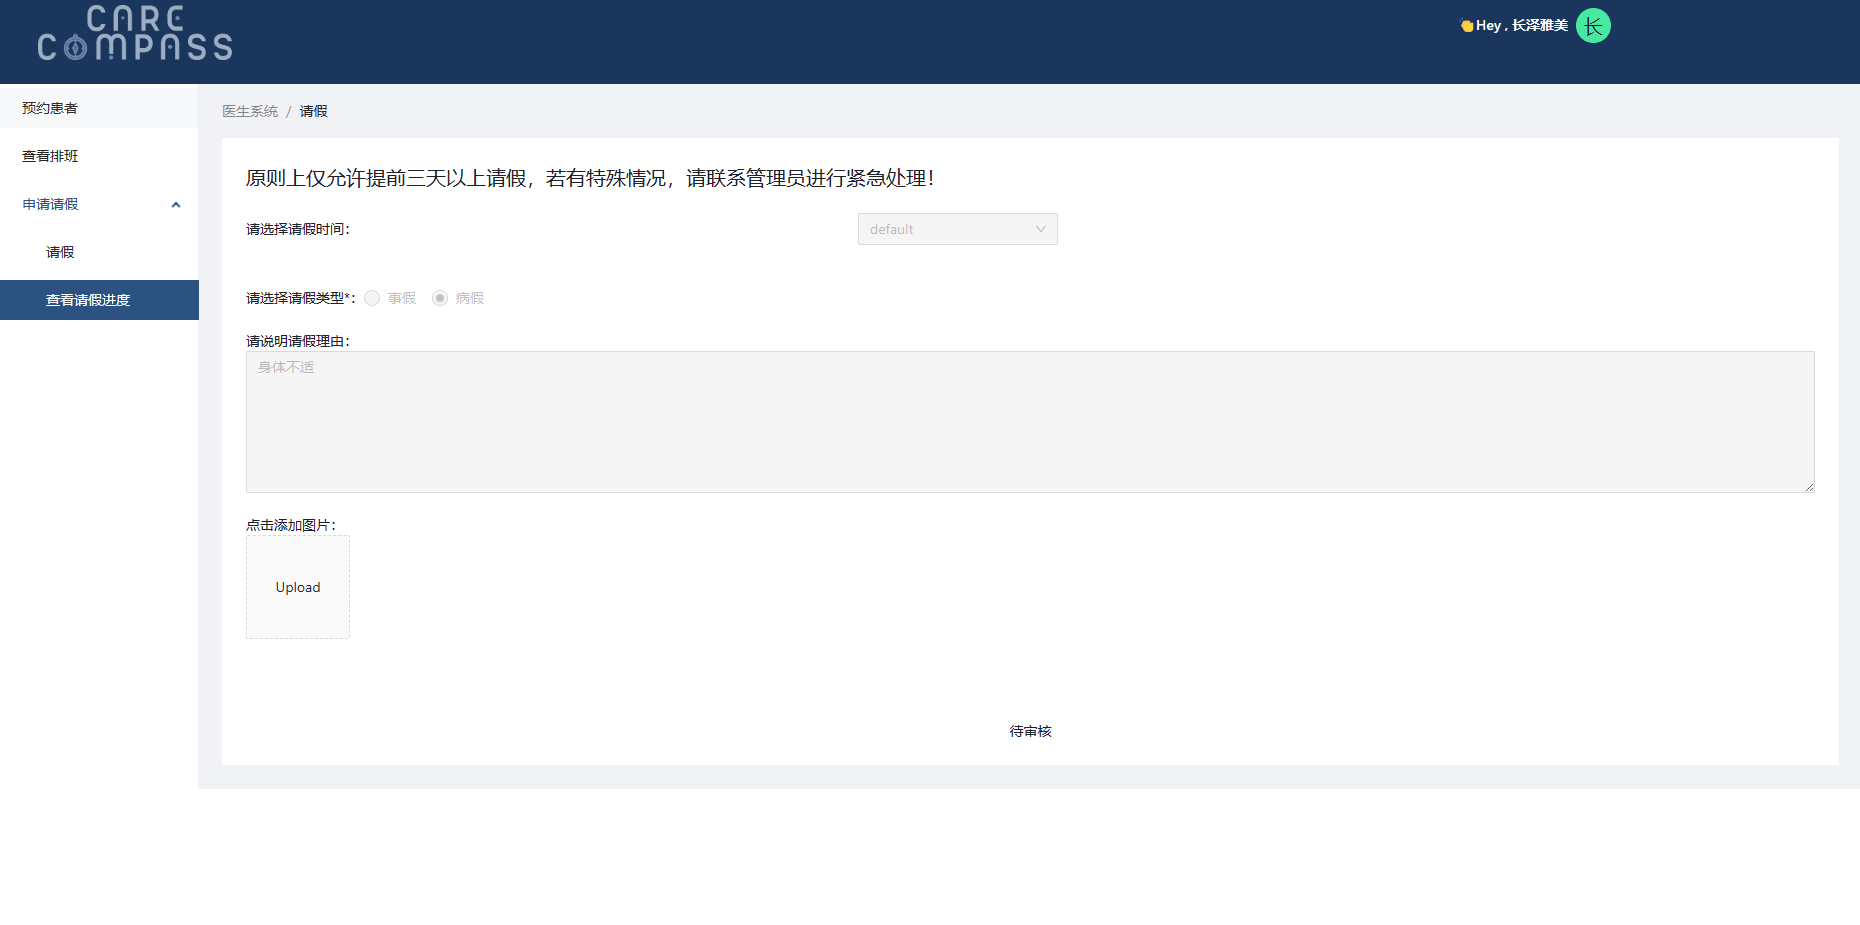 CARE
COMPASS
👏Hey , 长泽雅美
长
预约患者
查看排班
申请请假
请假
查看请假进度
医生系统 / 请假
原则上仅允许提前三天以上请假，若有特殊情况，请联系管理员进行紧急处理！
请选择请假时间：
default
请选择请假类型*： 事假 病假
请说明请假理由：
身体不适
点击添加图片：
Upload
待审核